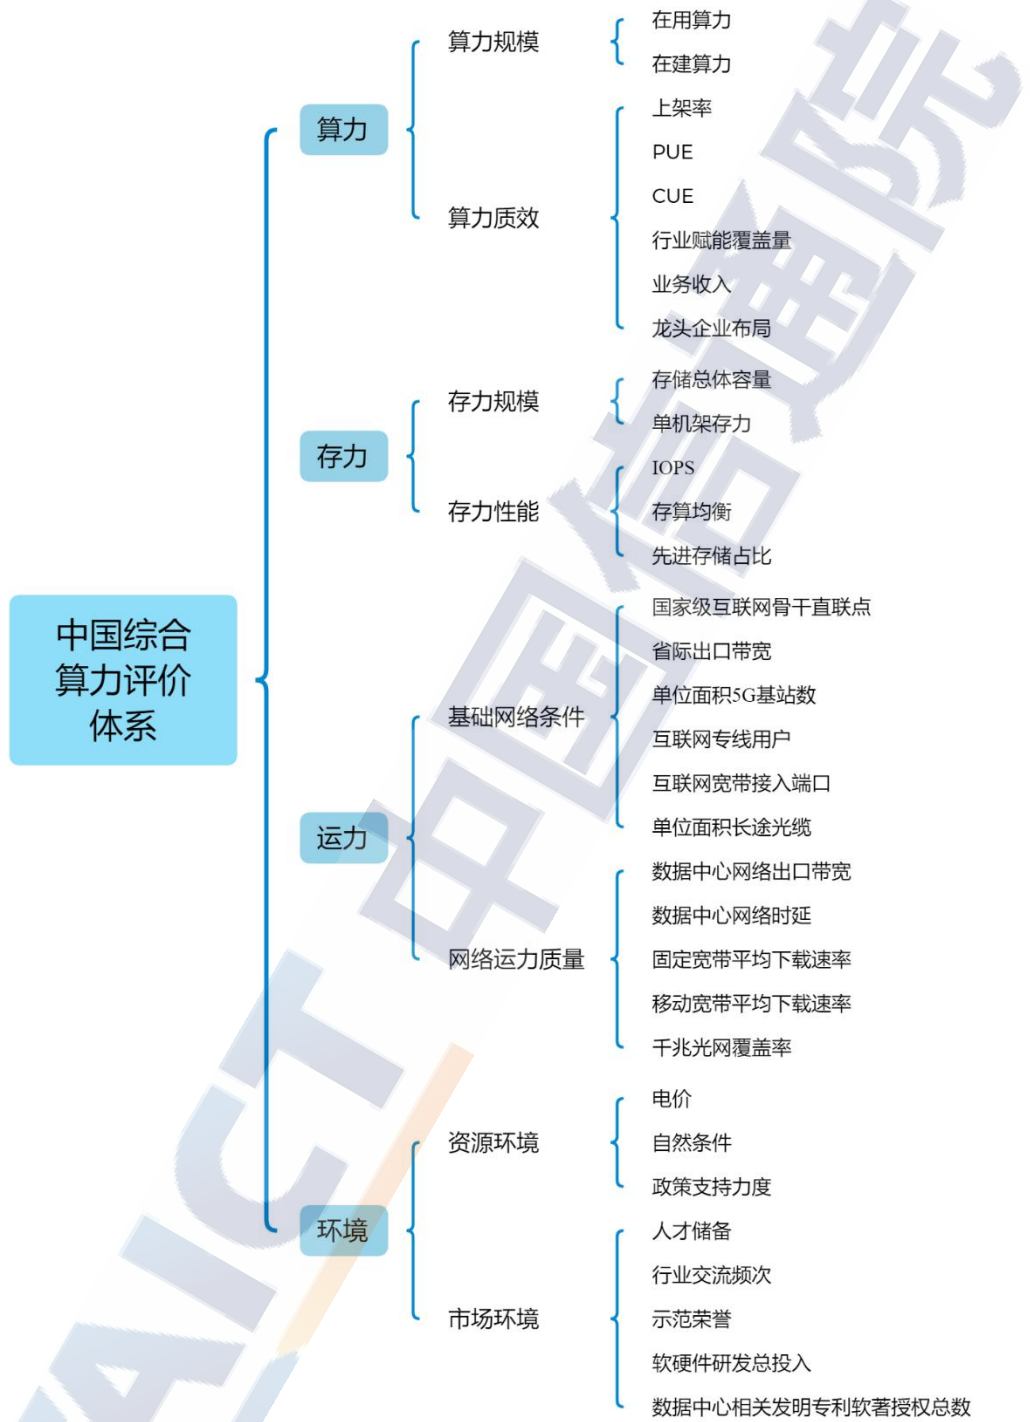 中国综合
算力评价
体系
算力
算力规模
在用算力
在建算力
算力质效
上架率
PUE
CUE
行业赋能覆盖量
业务收入
龙头企业布局
存力
存力规模
存储总体容量
单机架存力
存力性能
IOPS
存算均衡
先进存储占比
运力
基础网络条件
国家级互联网骨干直联点
省际出口带宽
单位面积5G基站数
互联网专线用户
互联网宽带接入端口
单位面积长途光缆
网络运力质量
数据中心网络出口带宽
数据中心网络时延
固定宽带平均下载速率
移动宽带平均下载速率
千兆光网覆盖率
环境
资源环境
电价
自然条件
政策支持力度
市场环境
人才储备
行业交流频次
示范荣誉
软硬件研发总投入
数据中心相关发明专利软著授权总数
CAICT 中国信通院